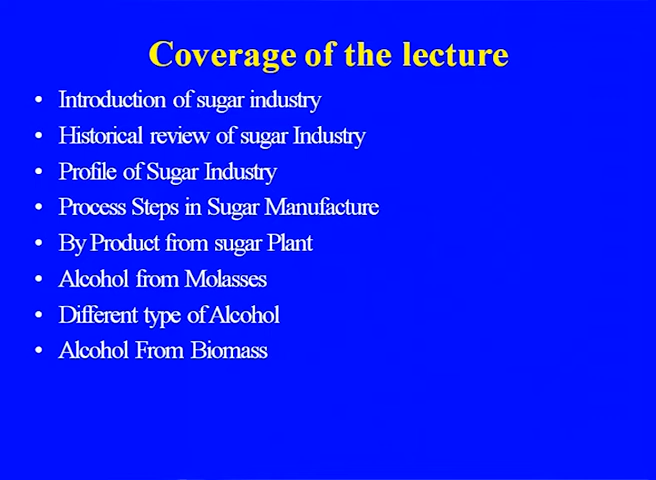 Coverage of the lecture
• Introduction of sugar industry
• Historical review of sugar Industry
• Profile of Sugar Industry
• Process Steps in Sugar Manufacture
• By Product from sugar Plant
• Alcohol from Molasses
• Different type of Alcohol
• Alcohol From Biomass